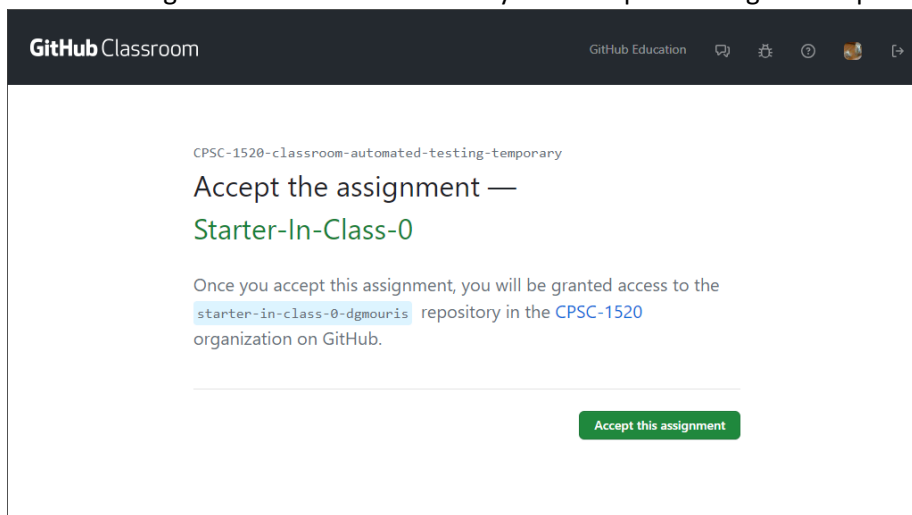 GitHub Classroom
GitHub Education
CPSC-1520-classroom-automated-testing-temporary
Accept the assignment —
Starter-In-Class-0
Once you accept this assignment, you will be granted access to the
starter-in-class-0-dgmouris repository in the CPSC-1520
organization on GitHub.
Accept this assignment